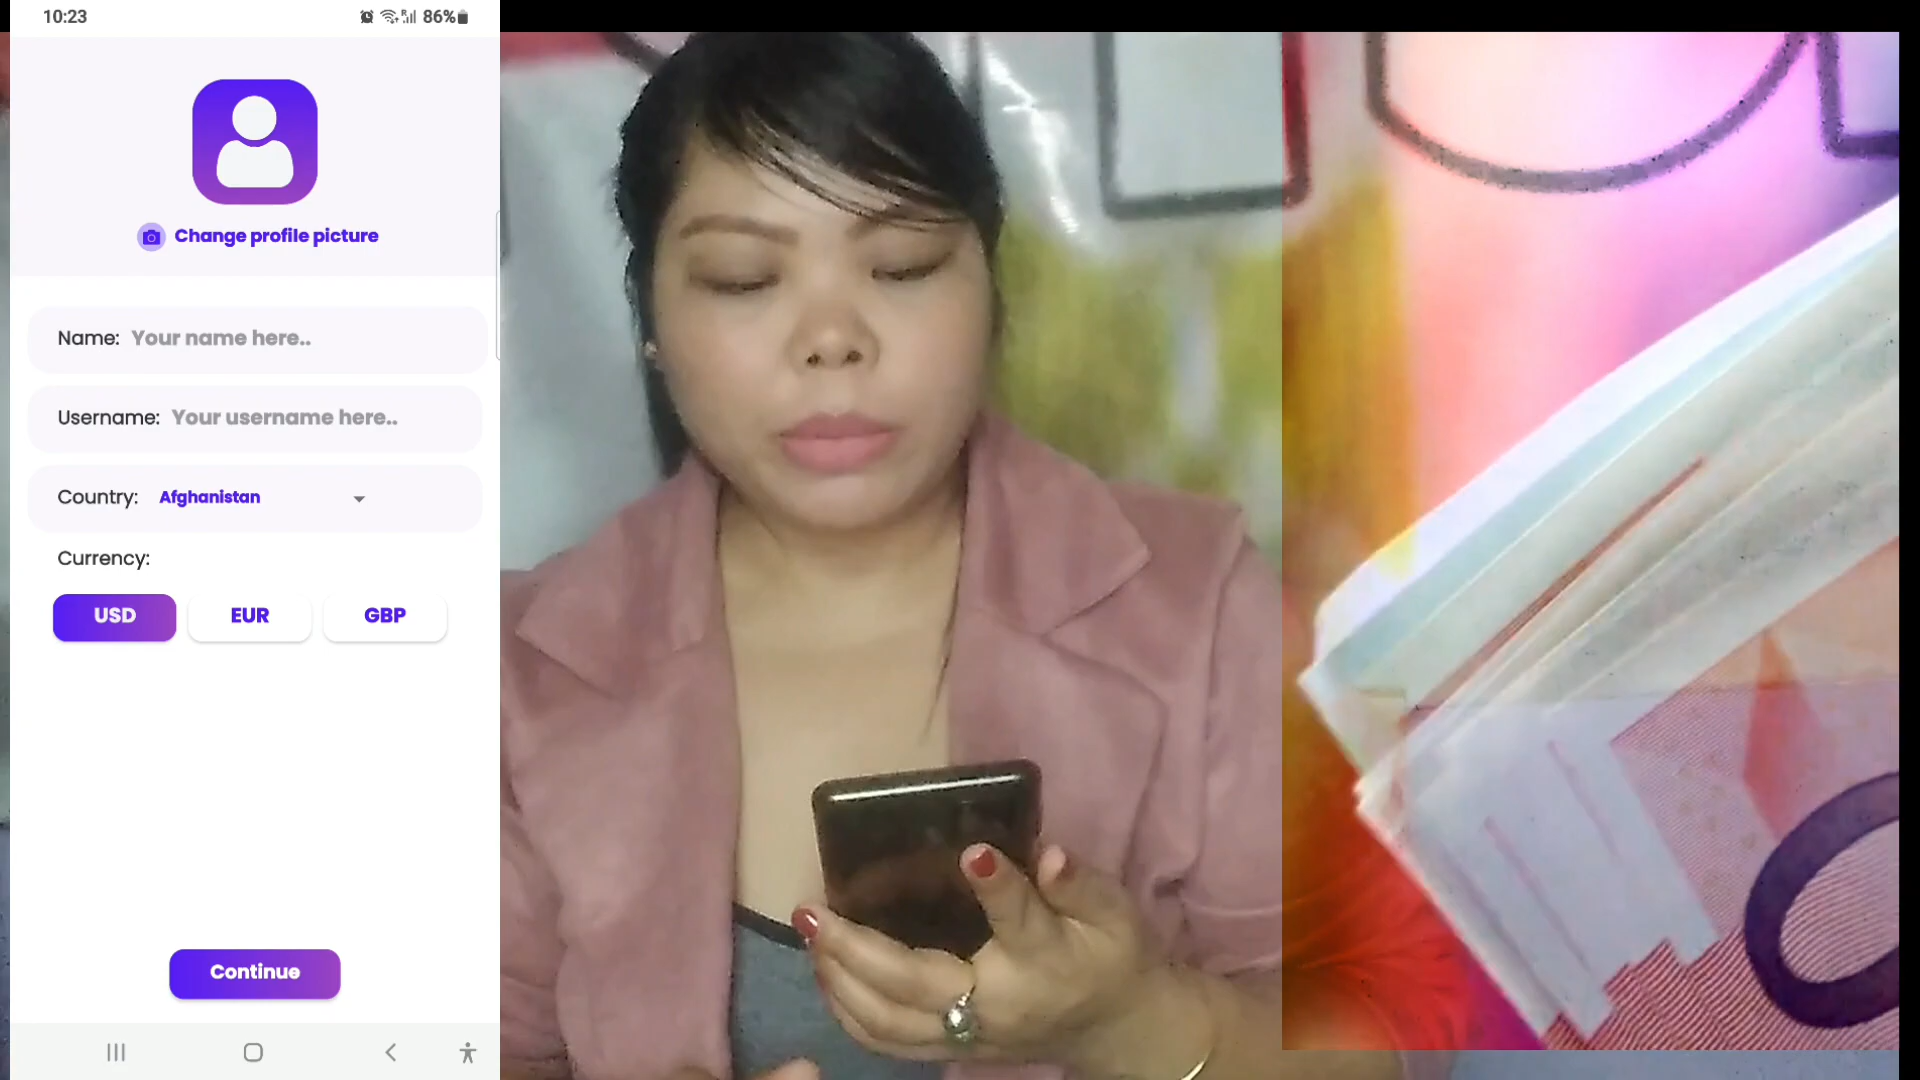 10:23
86%
Change profile picture
Name: Your name here..
Username: Your username here..
Country: Afghanistan
Currency:
USD EUR GBP
Continue